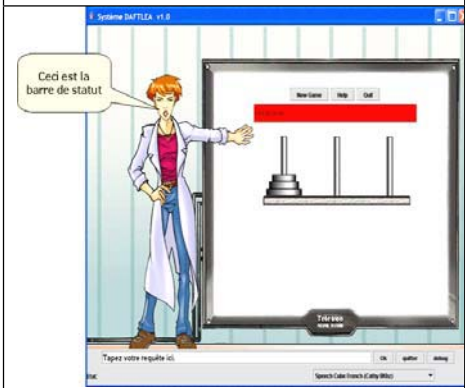 Système DAFTLEA v1.0
Ceci est la
barre de statut
New Game Help Quit
Tapez votre requête ici.
Ok quitter debug
Speech Cube French (Cathy 8Khz)